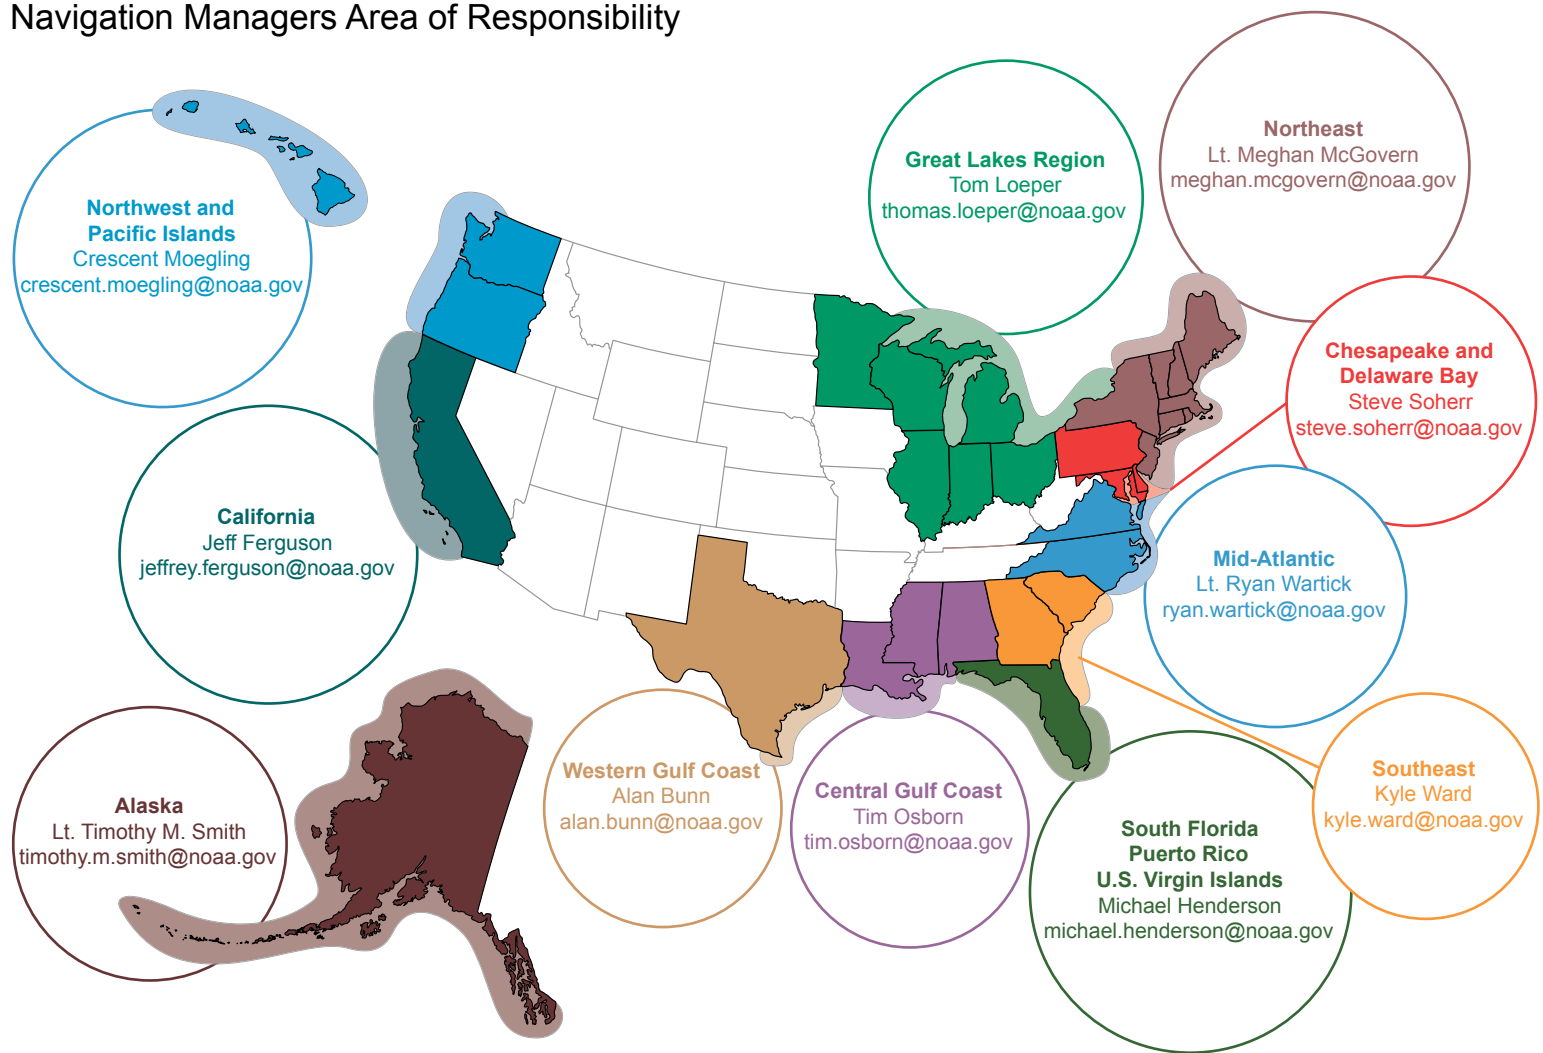 Navigation Managers Area of Responsibility
Northwest and
Pacific Islands
Crescent Moegling
crescent.moegling@noaa.gov
Great Lakes Region
Tom Loeper
thomas.loeper@noaa.gov
Northeast
Lt. Meghan McGovern
meghan.mcgovern@noaa.gov
Chesapeake and
Delaware Bay
Steve Soherr
steve.soherr@noaa.gov
California
Jeff Ferguson
jeffrey.ferguson@noaa.gov
Mid-Atlantic
Lt. Ryan Wartick
ryan.wartick@noaa.gov
Alaska
Lt. Timothy M. Smith
timothy.m.smith@noaa.gov
Western Gulf Coast
Alan Bunn
alan.bunn@noaa.gov
Central Gulf Coast
Tim Osborn
tim.osborn@noaa.gov
South Florida
Puerto Rico
U.S. Virgin Islands
Michael Henderson
michael.henderson@noaa.gov
Southeast
Kyle Ward
kyle.ward@noaa.gov